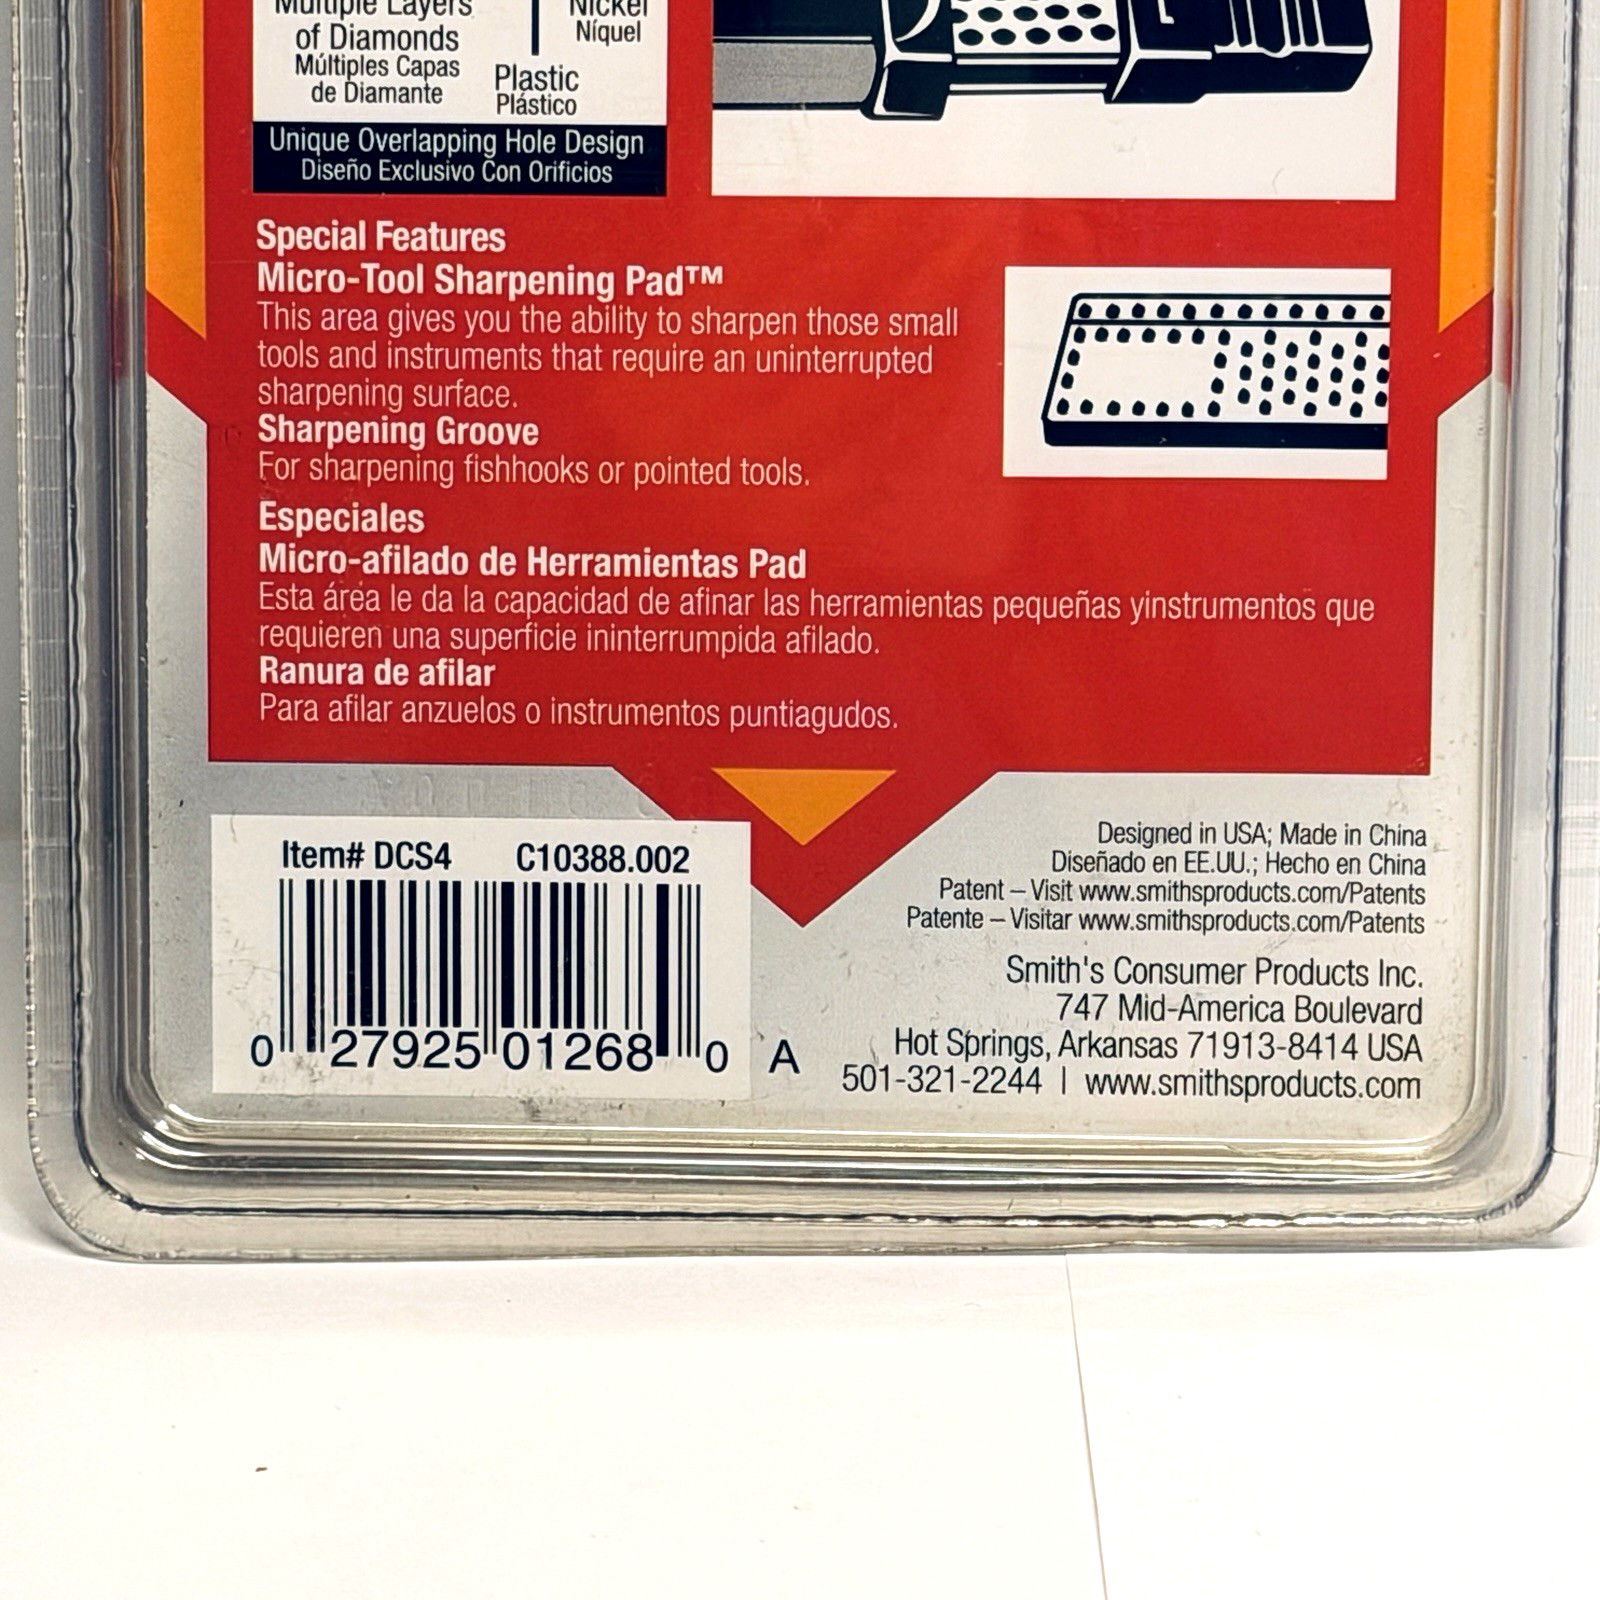 Multiple Layers
of Diamonds
Múltiples Capas
de Diamante
Nickel
Níquel
Plastic
Plástico
Unique Overlapping Hole Design
Diseño Exclusivo Con Orificios
Special Features
Micro-Tool Sharpening Pad™
This area gives you the ability to sharpen those small
tools and instruments that require an uninterrupted
sharpening surface.
Sharpening Groove
For sharpening fishhooks or pointed tools.
Especiales
Micro-afilado de Herramientas Pad
Esta área le da la capacidad de afinar las herramientas pequeñas yinstrumentos que
requieren una superficie ininterrumpida afilado.
Ranura de afilar
Para afilar anzuelos o instrumentos puntiagudos.
Item# DCS4 C10388.002
0 27925 01268 0 A
Designed in USA; Made in China
Diseñado en EE.UU.; Hecho en China
Patent – Visit www.smithsproducts.com/Patents
Patente – Visitar www.smithsproducts.com/Patents
Smith's Consumer Products Inc.
747 Mid-America Boulevard
Hot Springs, Arkansas 71913-8414 USA
501-321-2244 | www.smithsproducts.com